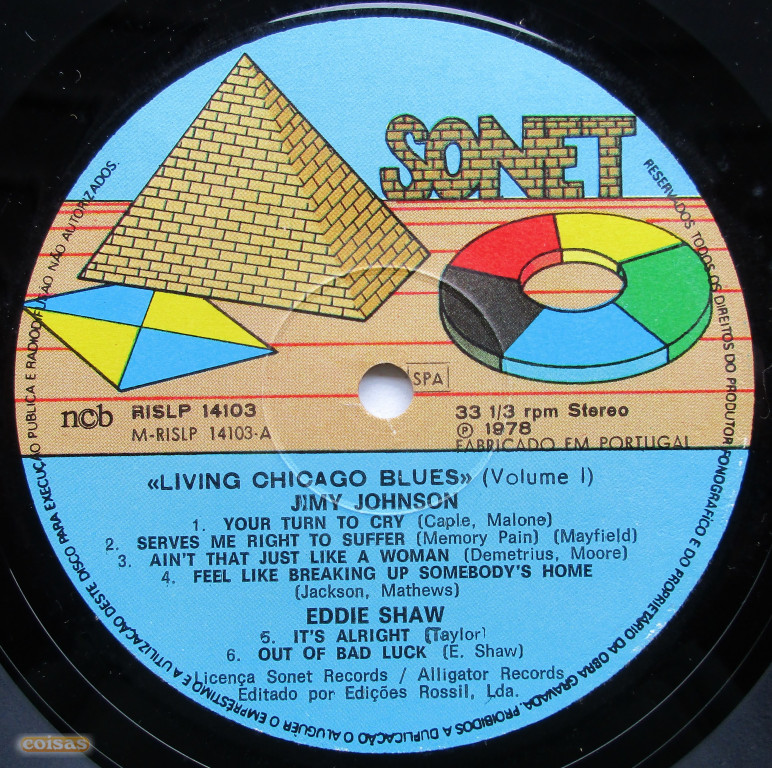 SONET
SPA
ncb RISLP 14103
M-RISLP 14103-A
33 1/3 rpm Stereo
Ⓟ 1978
FABRICADO EM PORTUGAL
«LIVING CHICAGO BLUES» (Volume I)
JIMY JOHNSON
1. YOUR TURN TO CRY (Caple, Malone)
2. SERVES ME RIGHT TO SUFFER (Memory Pain) (Mayfield)
3. AIN'T THAT JUST LIKE A WOMAN (Demetrius, Moore)
4. FEEL LIKE BREAKING UP SOMEBODY'S HOME
(Jackson, Mathews)
EDDIE SHAW
5. IT'S ALRIGHT (Taylor)
6. OUT OF BAD LUCK (E. Shaw)
Licença Sonet Records / Alligator Records
Editado por Edições Rossil, Lda.
RESERVADOS TODOS OS DIREITOS DO PRODUTOR FONOGRÁFICO E DO PROPRIETÁRIO DA OBRA GRAVADA. PROIBIDOS A DUPLICAÇÃO O ALUGUER O EMPRÉSTIMO E A UTILIZAÇÃO DESTE DISCO PARA EXECUÇÃO PUBLICA E RADIODIFUSÃO NÃO AUTORIZADOS.
coisas